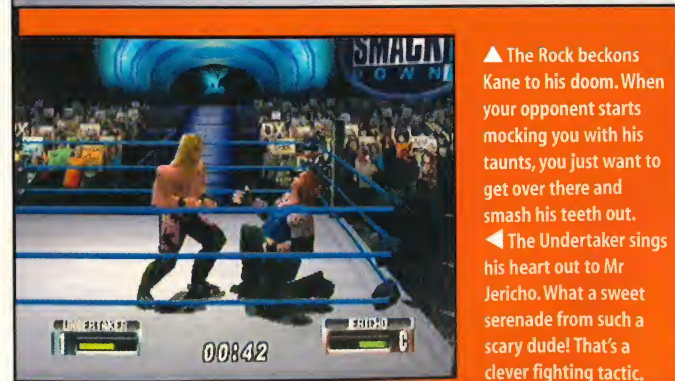 SMACK
DOWN
UNDERTAKER
JERICHO
C
00:42
▲ The Rock beckons
Kane to his doom. When
your opponent starts
mocking you with his
taunts, you just want to
get over there and
smash his teeth out.
◀ The Undertaker sings
his heart out to Mr
Jericho. What a sweet
serenade from such a
scary dude! That's a
clever fighting tactic.